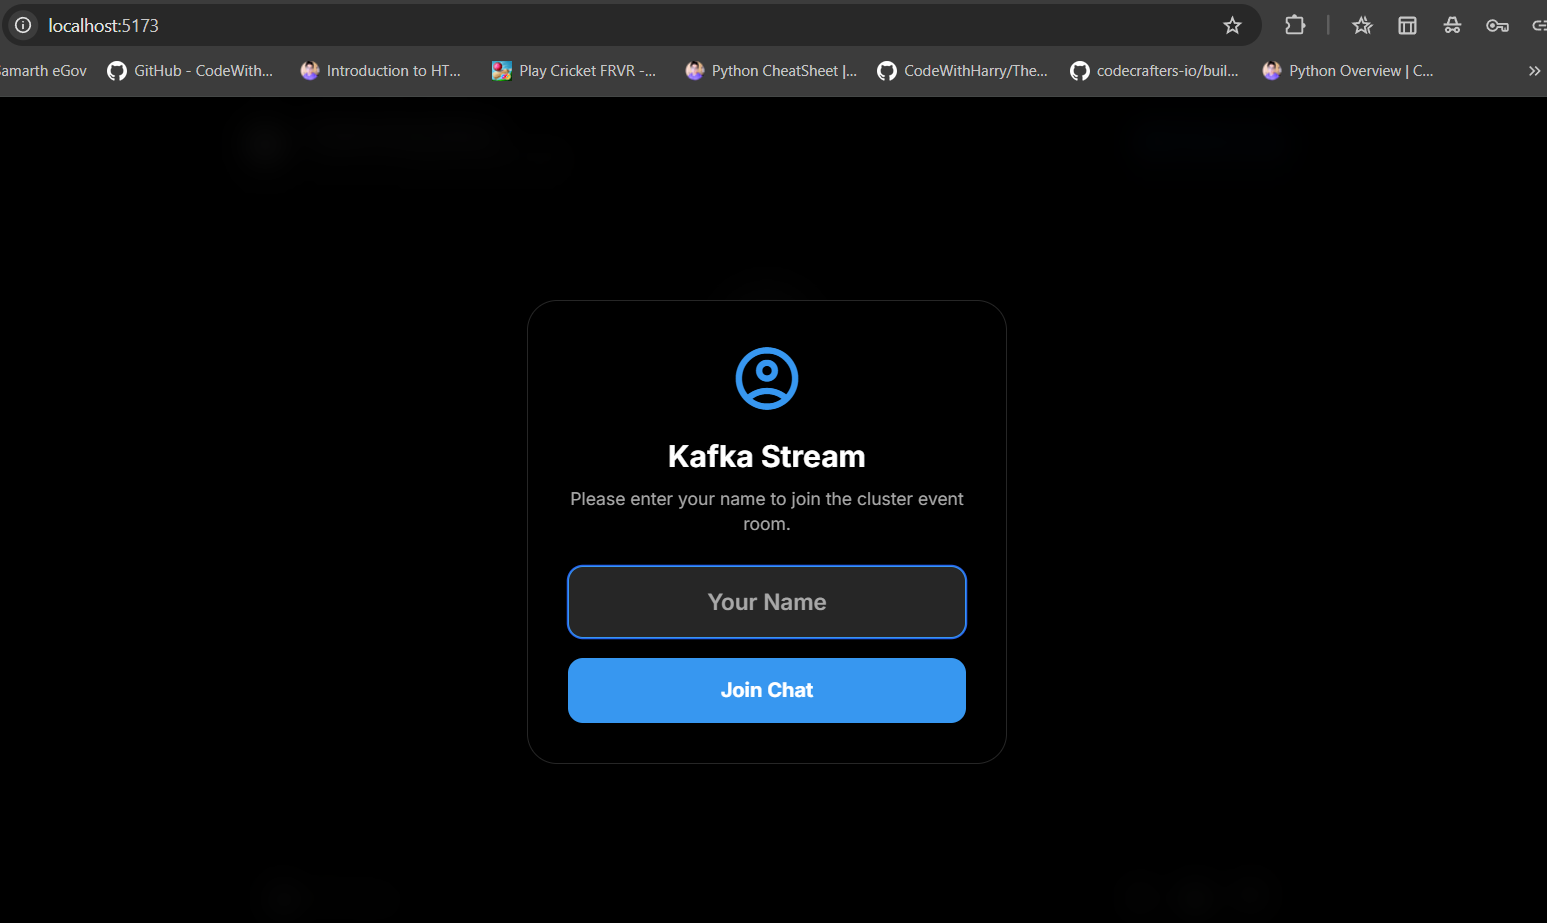 localhost:5173
amarth eGov
GitHub - CodeWith...
Introduction to HT...
Play Cricket FRVR -...
Python CheatSheet |...
CodeWithHarry/The...
codecrafters-io/buil...
Python Overview | C...
Kafka Stream
Please enter your name to join the cluster event
room.
Your Name
Join Chat